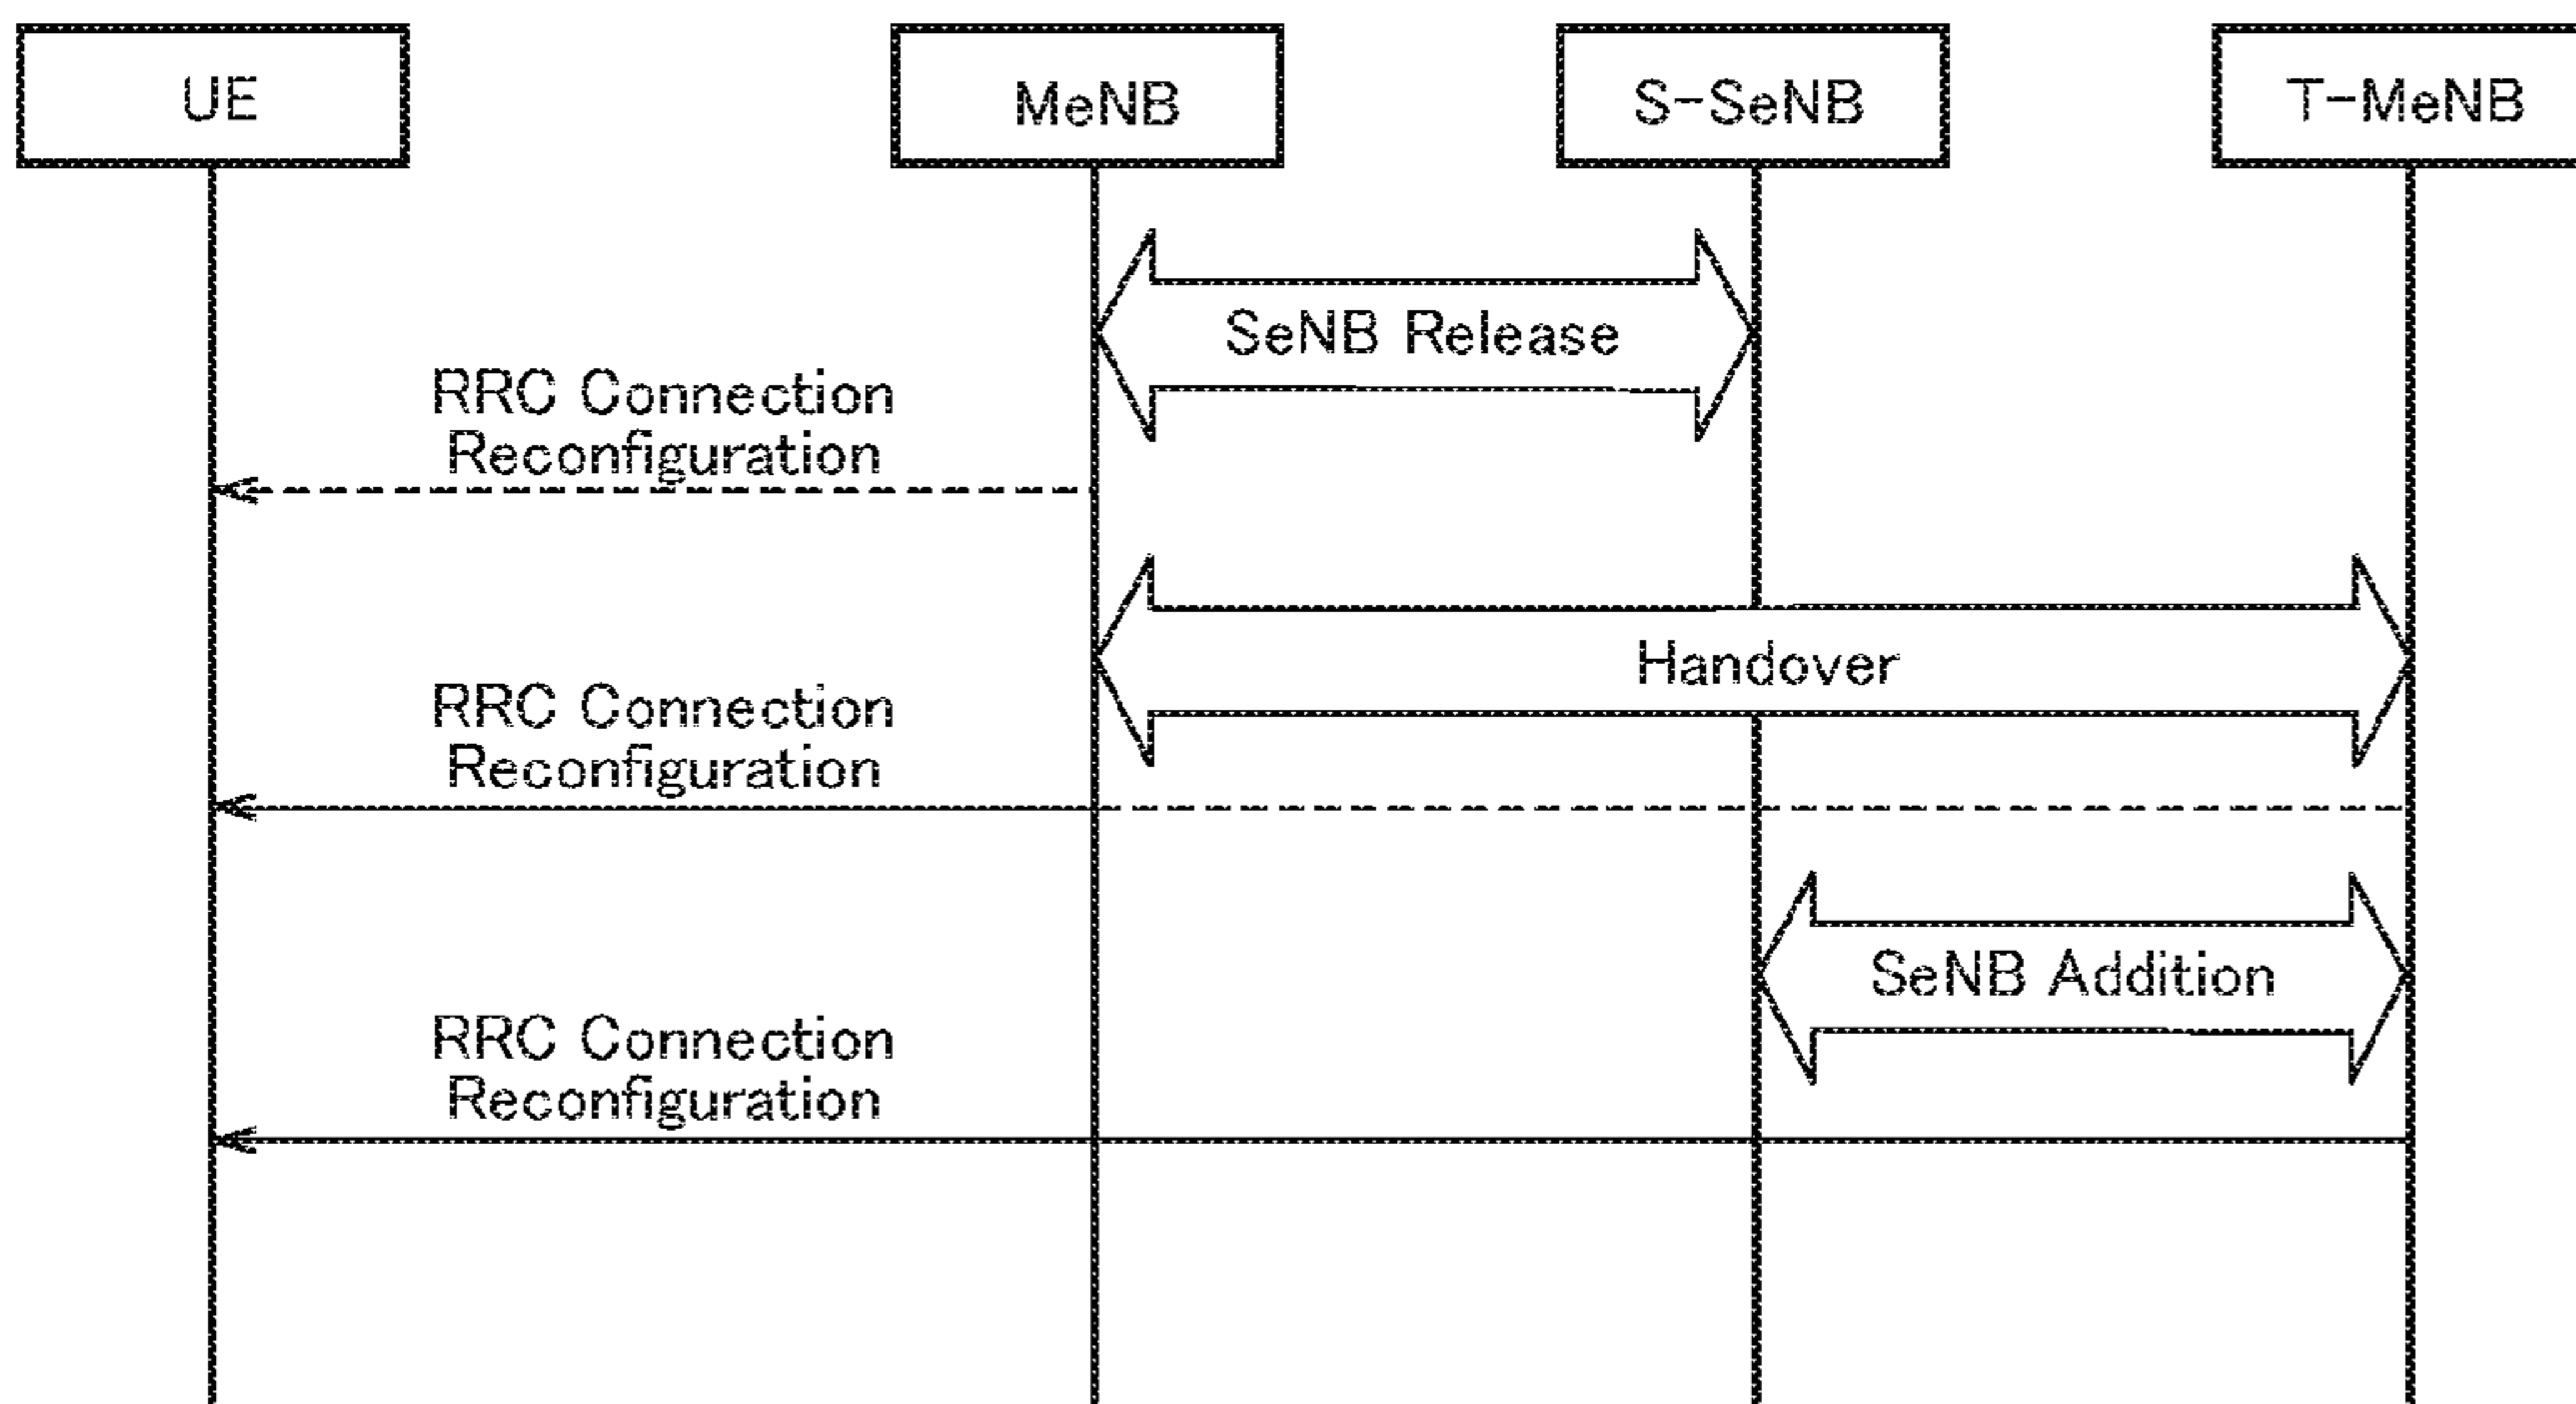 UE
MeNB
S-SeNB
T-MeNB
SeNB Release
RRC Connection
Reconfiguration
Handover
RRC Connection
Reconfiguration
SeNB Addition
RRC Connection
Reconfiguration